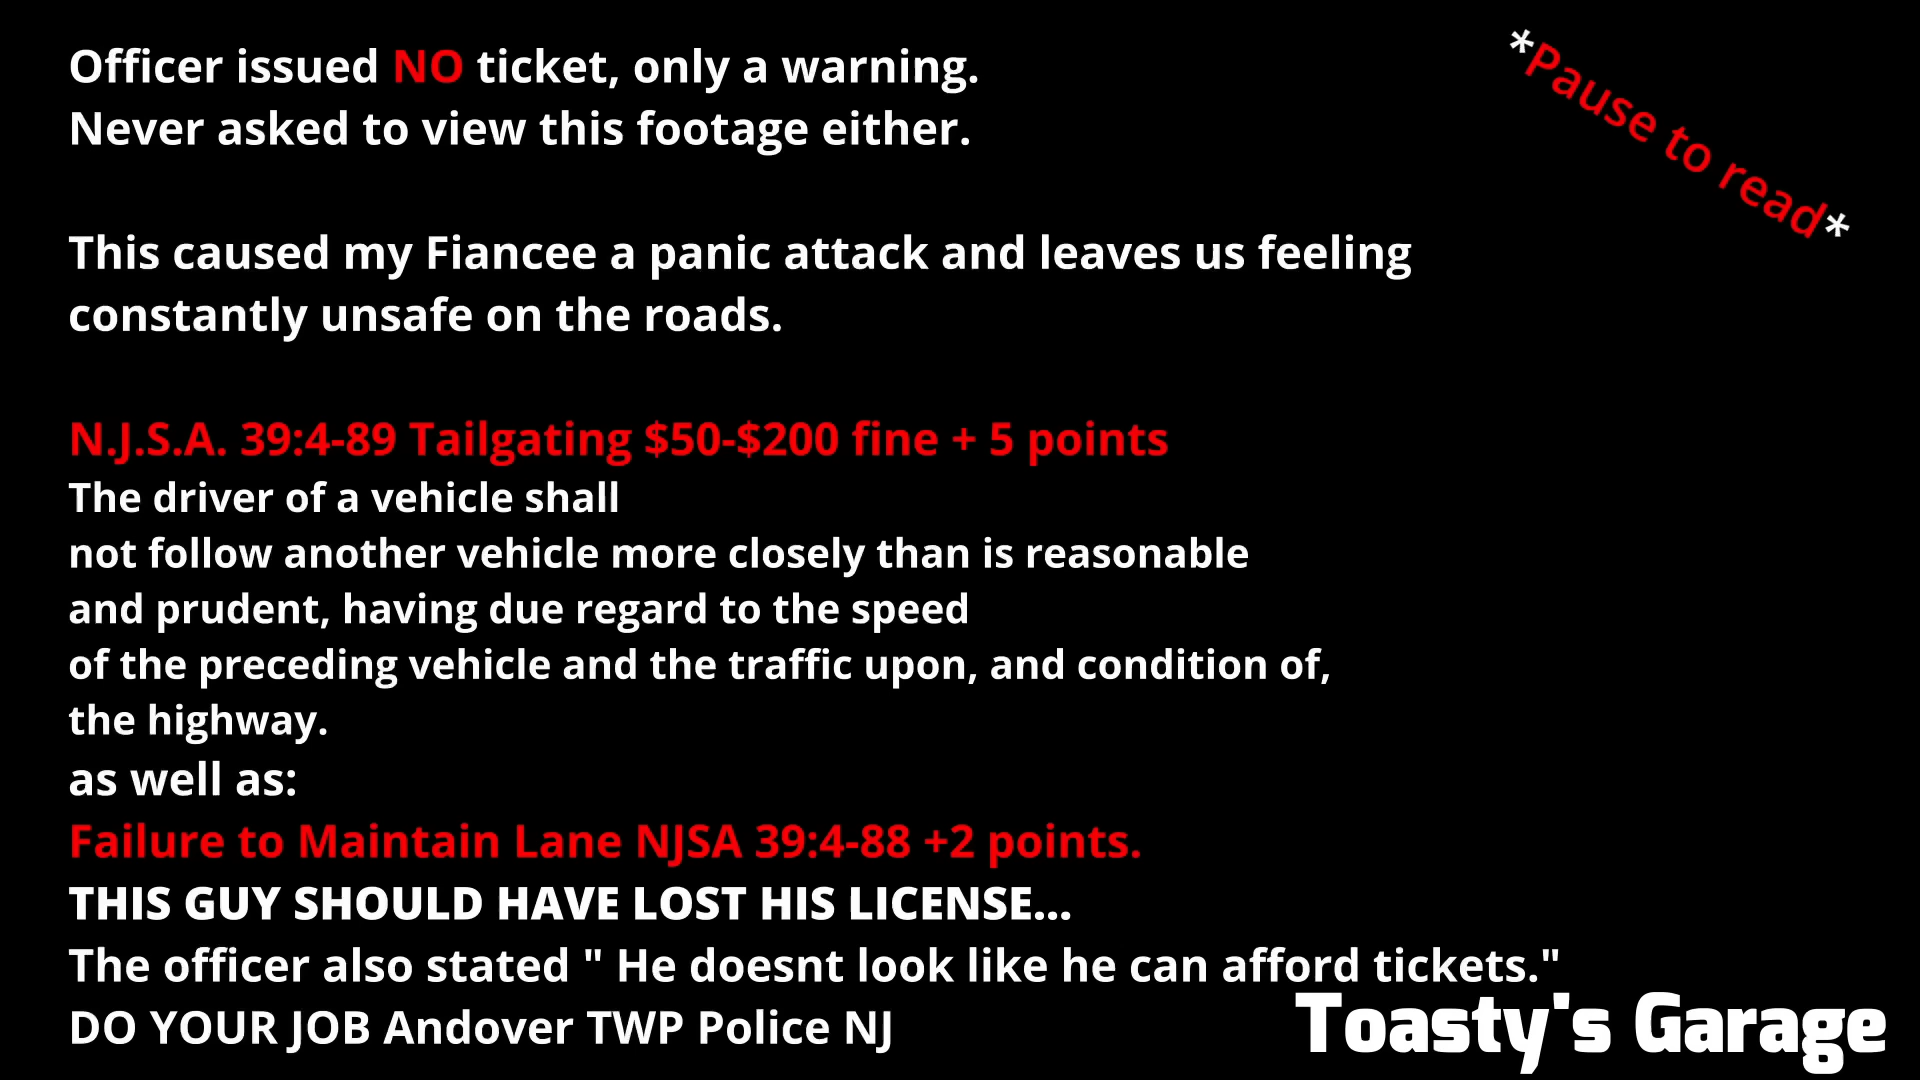 Officer issued NO ticket, only a warning.
Never asked to view this footage either.
*Pause to read*
This caused my Fiancee a panic attack and leaves us feeling
constantly unsafe on the roads.
N.J.S.A. 39:4-89 Tailgating $50-$200 fine + 5 points
The driver of a vehicle shall
not follow another vehicle more closely than is reasonable
and prudent, having due regard to the speed
of the preceding vehicle and the traffic upon, and condition of,
the highway.
as well as:
Failure to Maintain Lane NJSA 39:4-88 +2 points.
THIS GUY SHOULD HAVE LOST HIS LICENSE...
The officer also stated " He doesnt look like he can afford tickets."
DO YOUR JOB Andover TWP Police NJ
Toasty's Garage